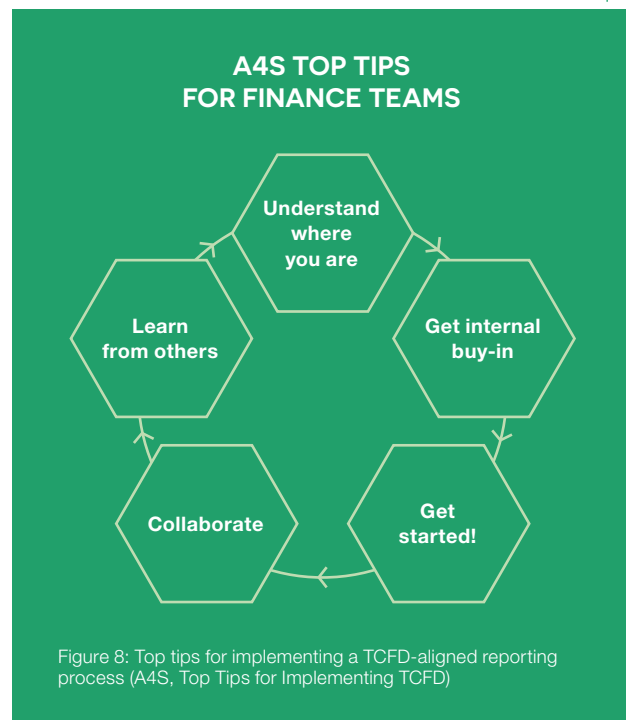 A4S TOP TIPS
FOR FINANCE TEAMS
Understand
where
you are
Get internal
buy-in
Get
started!
Collaborate
Learn
from others
Figure 8: Top tips for implementing a TCFD-aligned reporting
process (A4S, Top Tips for Implementing TCFD)